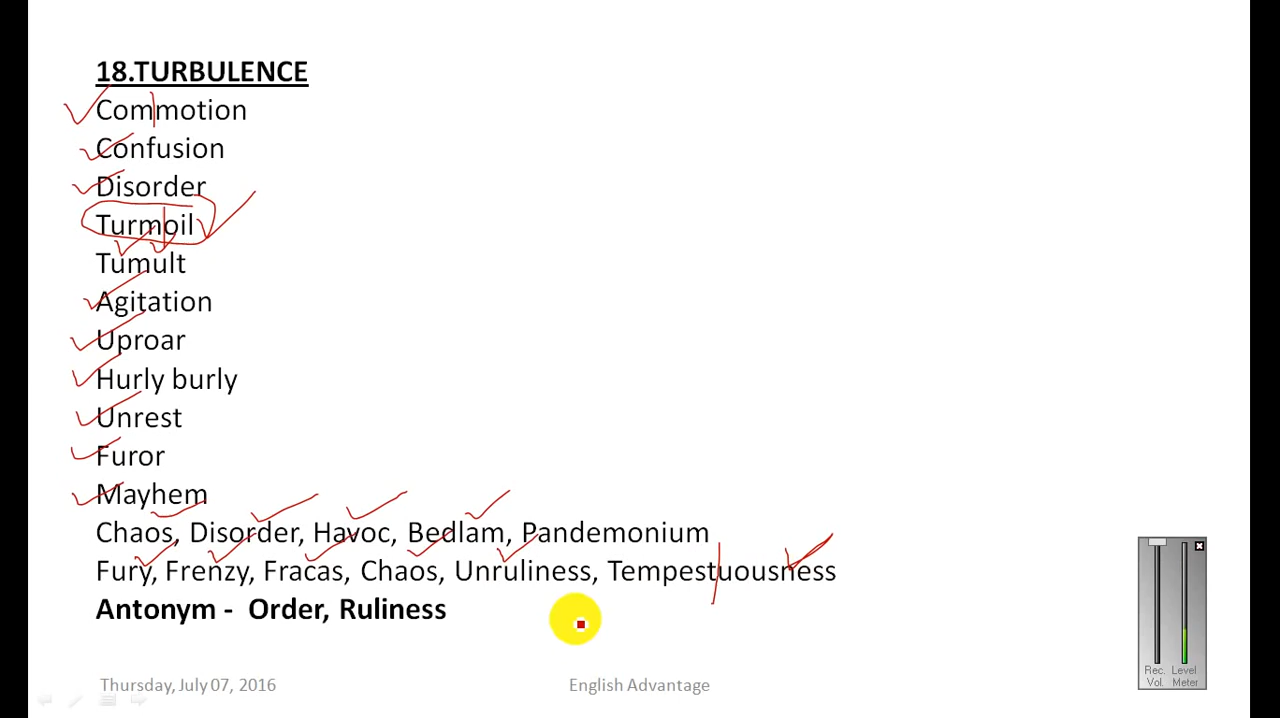 18.TURBULENCE
Commotion
Confusion
Disorder
Turmoil
Tumult
Agitation
Uproar
Hurly burly
Unrest
Furor
Mayhem
Chaos, Disorder, Havoc, Bedlam, Pandemonium
Fury, Frenzy, Fracas, Chaos, Unruliness, Tempestuousness
Antonym - Order, Ruliness
Thursday, July 07, 2016
English Advantage
Rec. Level
Vol. Meter